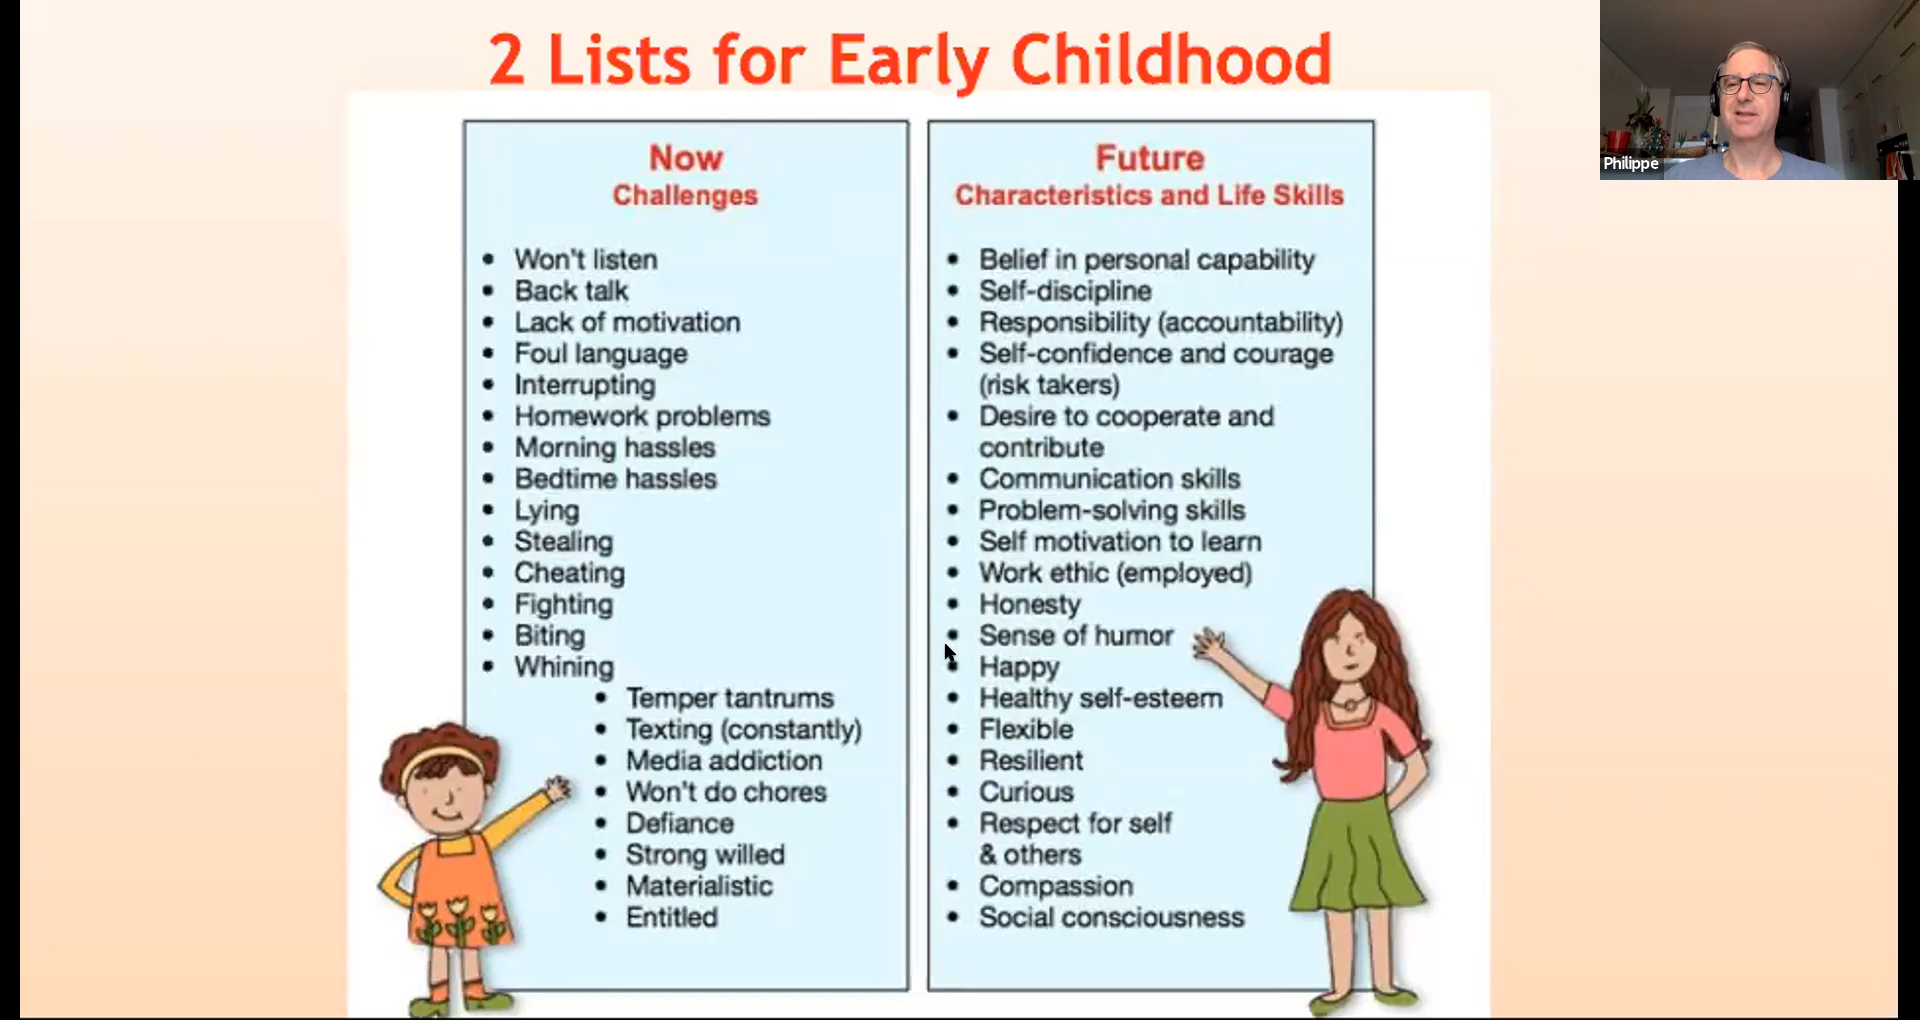 2 Lists for Early Childhood
Philippe
Now
Challenges
• Won't listen
• Back talk
• Lack of motivation
• Foul language
• Interrupting
• Homework problems
• Morning hassles
• Bedtime hassles
• Lying
• Stealing
• Cheating
• Fighting
• Biting
• Whining
• Temper tantrums
• Texting (constantly)
• Media addiction
• Won't do chores
• Defiance
• Strong willed
• Materialistic
• Entitled
Future
Characteristics and Life Skills
• Belief in personal capability
• Self-discipline
• Responsibility (accountability)
• Self-confidence and courage
(risk takers)
• Desire to cooperate and
contribute
• Communication skills
• Problem-solving skills
• Self motivation to learn
• Work ethic (employed)
• Honesty
• Sense of humor
• Happy
• Healthy self-esteem
• Flexible
• Resilient
• Curious
• Respect for self
& others
• Compassion
• Social consciousness